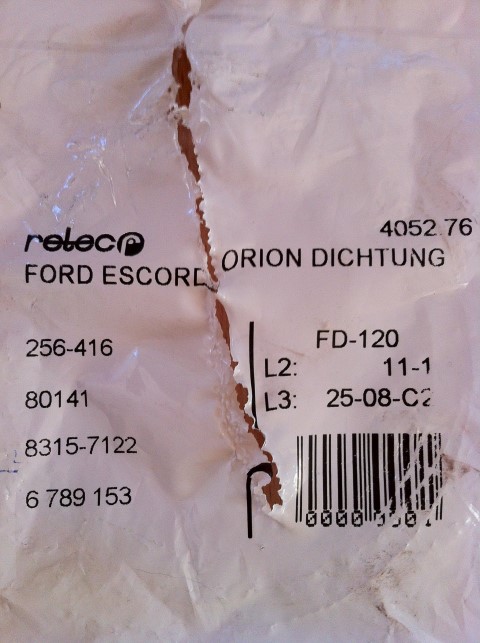 4052.76
reteco
FORD ESCORD ORION DICHTUNG
256-416
80141
8315-7122
6 789 153
FD-120
L2: 11-1
L3: 25-08-C2